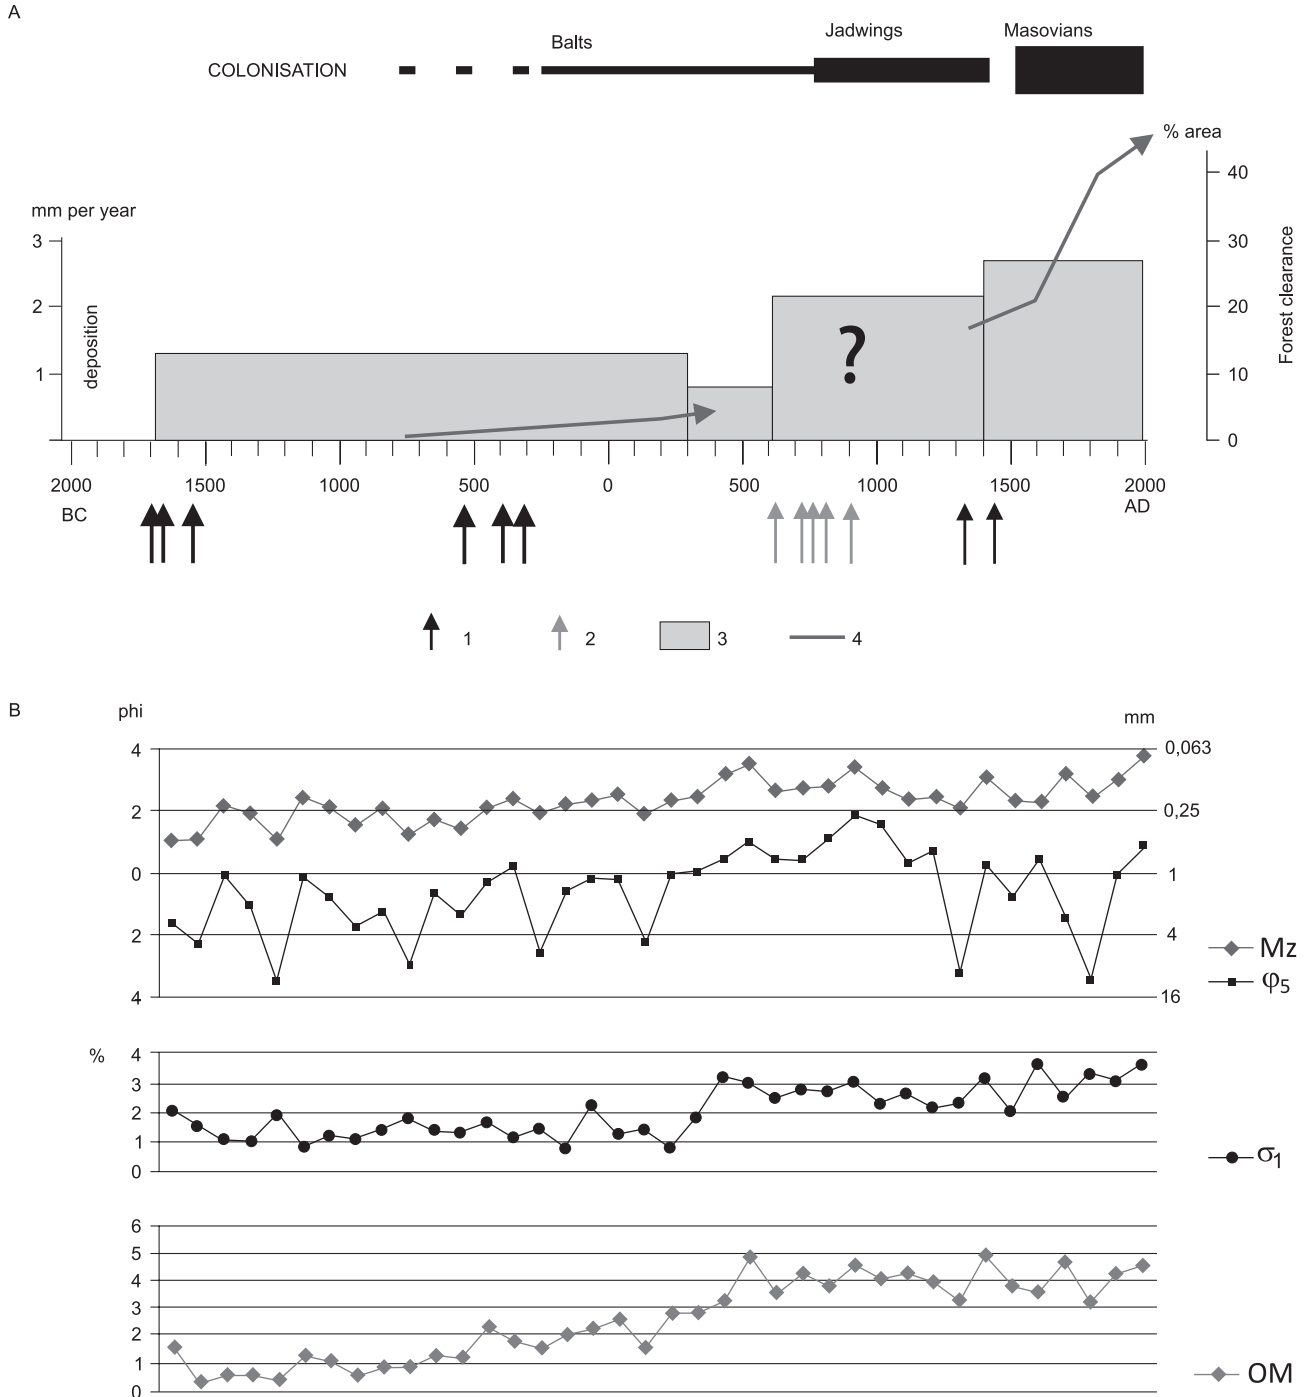 A
Balts
Jadwings
Masovians
COLONISATION
% area
mm per year
3
2
1
deposition
?
40
30
20
10
0
Forest clearance
2000 1500 1000 500 0 500 1000 1500 2000
BC AD
1 2 3 4
B
phi mm
4 0,063
2 0,25
0 1
2 4
4 16
Mz
φ5
%
4
3
2
1
0
σ1
6
5
4
3
2
1
0
OM